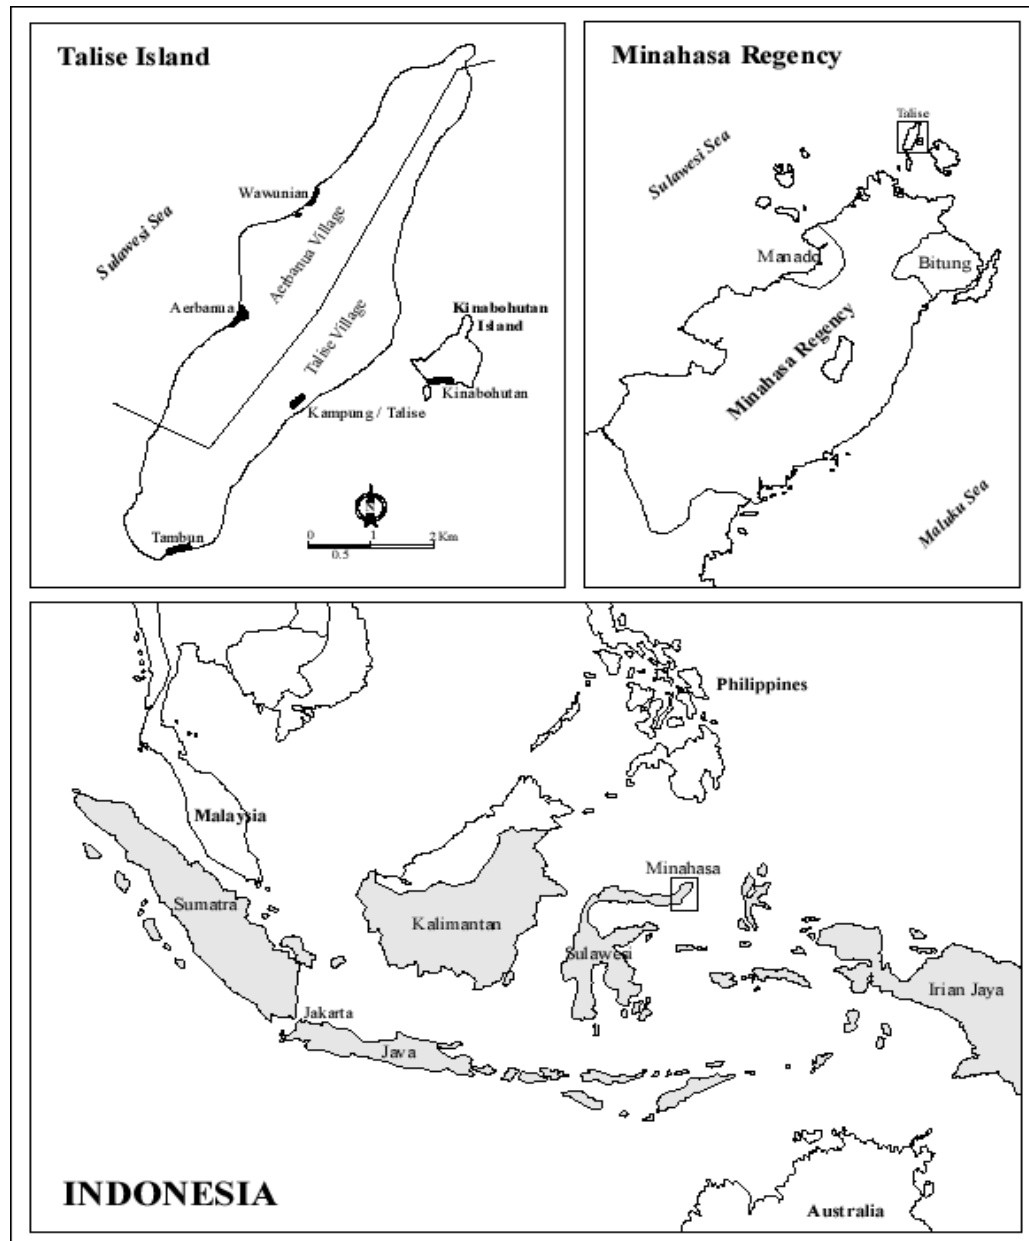 Talise Island
Wawunian
Sulawesi Sea
Aerbanua Village
Aerbanua
Talise Village
Kinabohutan
Island
Kinabohutan
Kampung / Talise
N
Tambun
0 1 2 Km
0.5
Minahasa Regency
Talise
Sulawesi Sea
Manado
Bitung
Minahasa Regency
Maluku Sea
Philippines
Malaysia
Minahasa
Sumatra
Kalimantan
Sulawesi
Irian Jaya
Jakarta
Java
INDONESIA
Australia